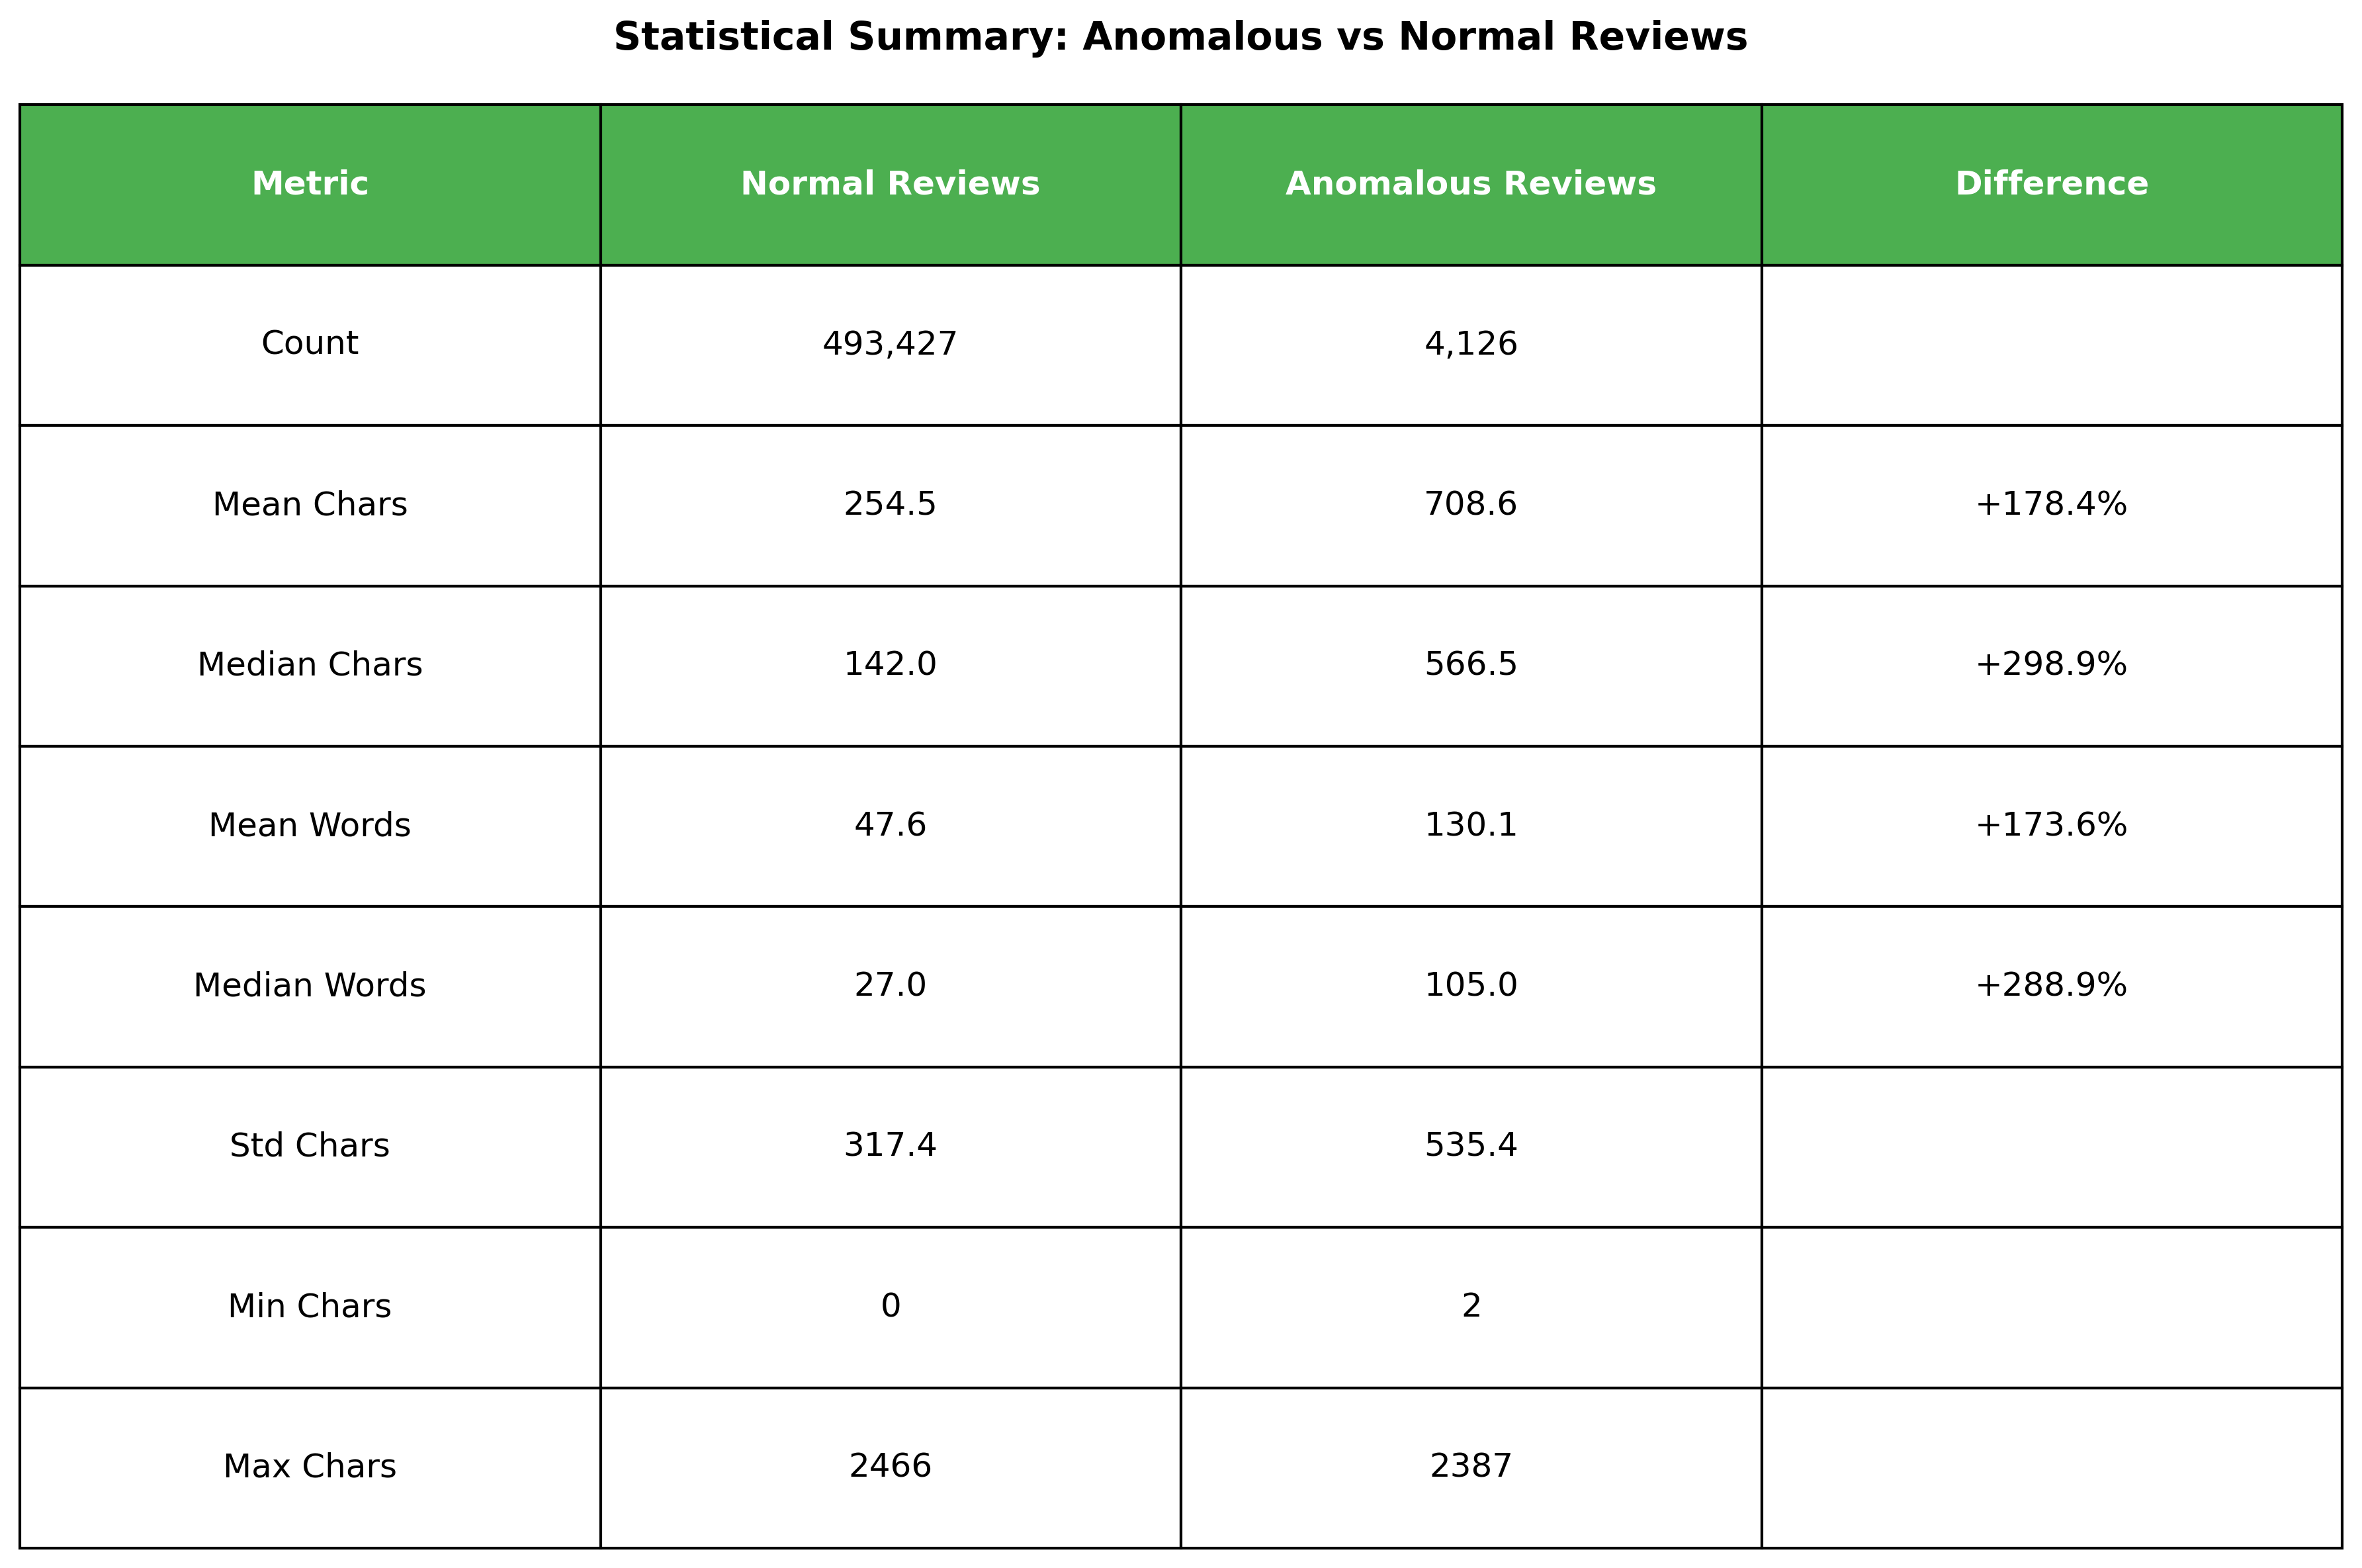 Statistical Summary: Anomalous vs Normal Reviews
Metric Normal Reviews Anomalous Reviews Difference
Count 493,427 4,126
Mean Chars 254.5 708.6 +178.4%
Median Chars 142.0 566.5 +298.9%
Mean Words 47.6 130.1 +173.6%
Median Words 27.0 105.0 +288.9%
Std Chars 317.4 535.4
Min Chars 0 2
Max Chars 2466 2387